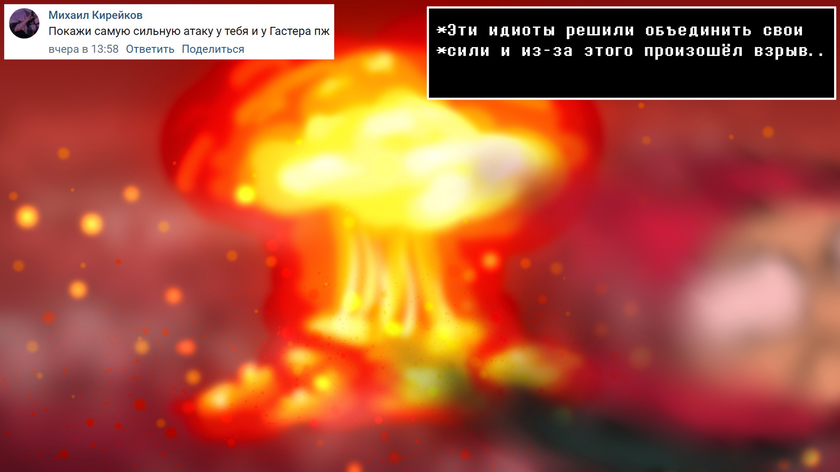 Михаил Кирейков
Покажи самую сильную атаку у тебя и у Гастера пж
вчера в 13:58 Ответить Поделиться
*Эти идиоты решили объединить свои
*сили и из-за этого произошёл взрыв..